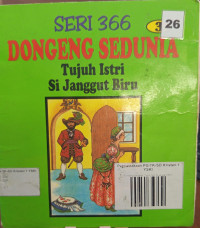 SERI 366
26
DONGENG SEDUNIA
Tujuh Istri
Si Janggut Biru